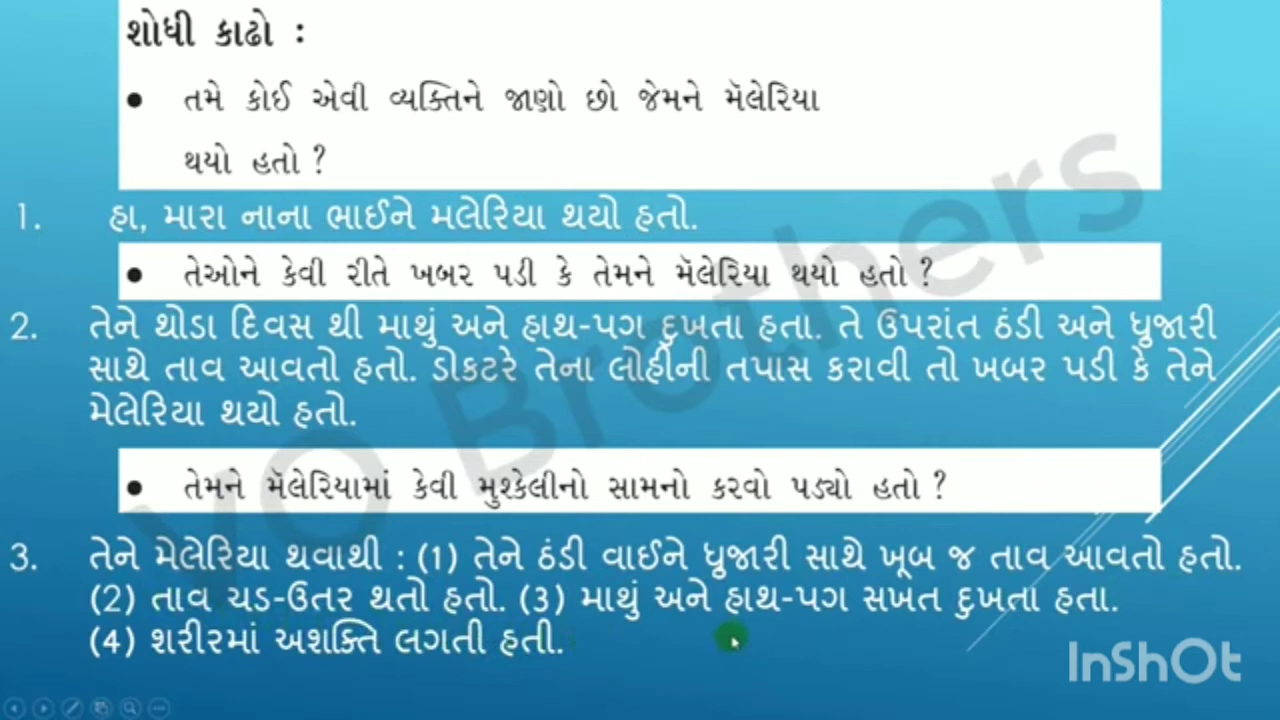 શોધી કાઢો :
● તમે કોઈ એવી વ્યક્તિને જાણો છો જેમને મૅલેરિયા
થયો હતો ?
1. હા, મારા નાના ભાઈને મલેરિયા થયો હતો.
● તેઓને કેવી રીતે ખબર પડી કે તેમને મૅલેરિયા થયો હતો ?
2. તેને થોડા દિવસ થી માથું અને હાથ-પગ દુખતા હતા. તે ઉપરાંત ઠંડી અને ધ્રુજારી
સાથે તાવ આવતો હતો. ડોકટરે તેના લોહીની તપાસ કરાવી તો ખબર પડી કે તેને
મેલેરિયા થયો હતો.
● તેમને મૅલેરિયામાં કેવી મુશ્કેલીનો સામનો કરવો પડ્યો હતો ?
3. તેને મેલેરિયા થવાથી : (1) તેને ઠંડી વાઈને ધ્રુજારી સાથે ખૂબ જ તાવ આવતો હતો.
(2) તાવ ચડ-ઉતર થતો હતો. (3) માથું અને હાથ-પગ સખત દુખતા હતા.
(4) શરીરમાં અશક્તિ લગતી હતી.
YO Brothers
InShOt